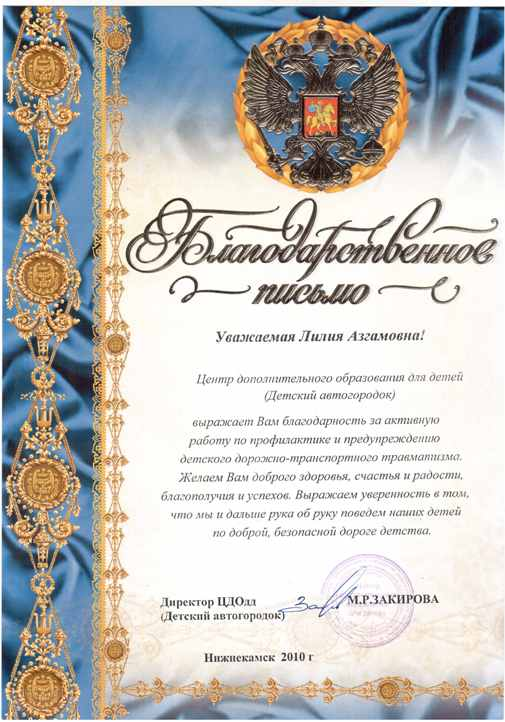 Благодарственное
письмо
Уважаемая Лилия Азгамовна!
Центр дополнительного образования для детей
(Детский автогородок)
выражает Вам благодарность за активную
работу по профилактике и предупреждению
детского дорожно-транспортного травматизма.
Желаем Вам доброго здоровья, счастья и радости,
благополучия и успехов. Выражаем уверенность в том,
что мы и дальше рука об руку поведем наших детей
по доброй, безопасной дороге детства.
Директор ЦДОдд М.Р.ЗАКИРОВА
(Детский автогородок)
Нижнекамск 2010 г